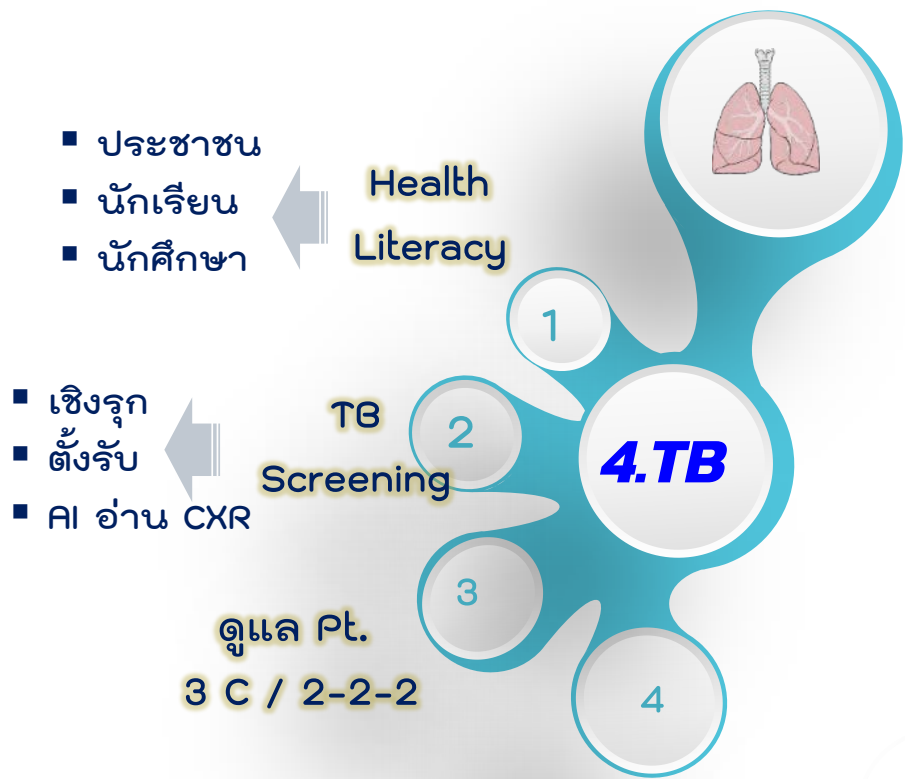 ▪ ประชาชน
▪ นักเรียน
▪ นักศึกษา
Health
Literacy
1
▪ เชิงรุก
▪ ตั้งรับ
▪ AI อ่าน CXR
TB
Screening
2
4.TB
3
ดูแล Pt.
3 C / 2-2-2
4